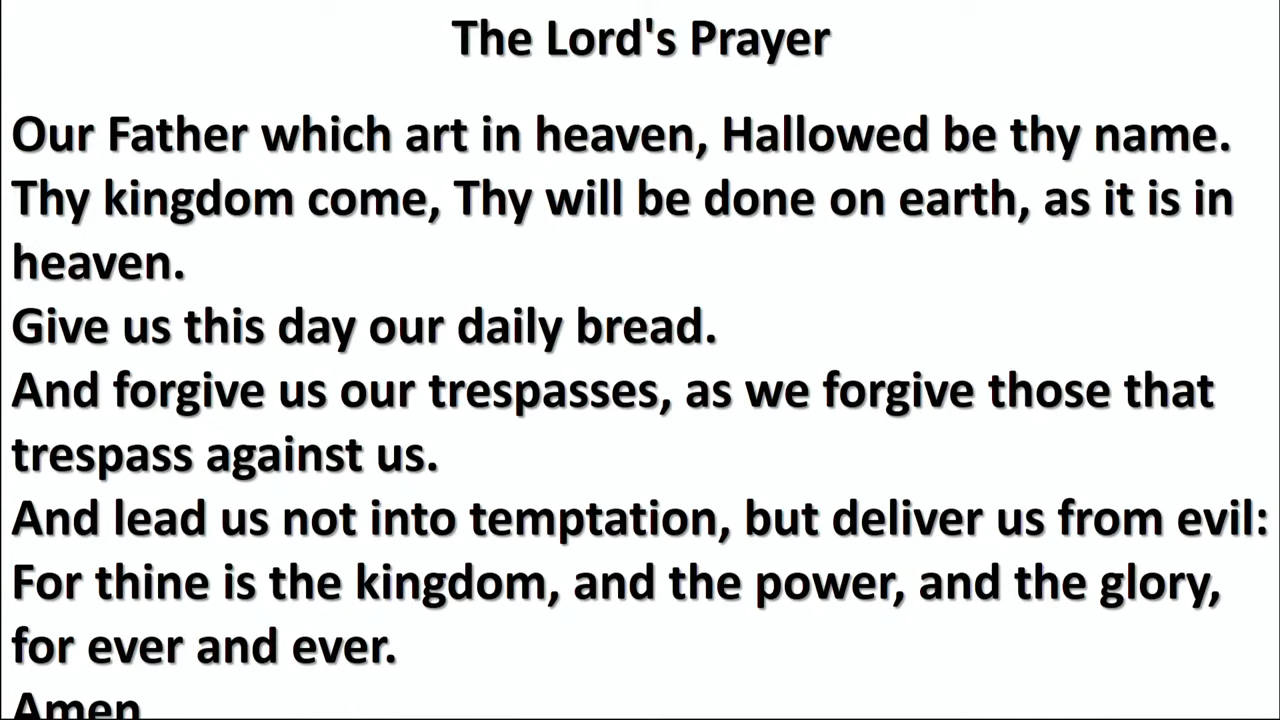 The Lord's Prayer
Our Father which art in heaven, Hallowed be thy name.
Thy kingdom come, Thy will be done on earth, as it is in
heaven.
Give us this day our daily bread.
And forgive us our trespasses, as we forgive those that
trespass against us.
And lead us not into temptation, but deliver us from evil:
For thine is the kingdom, and the power, and the glory,
for ever and ever.
Amen